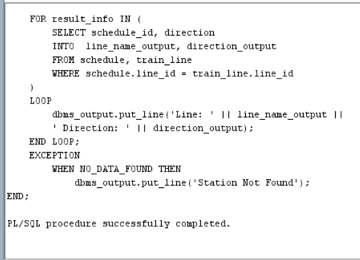 FOR result_info IN (
SELECT schedule_id, direction
INTO line_name_output, direction_output
FROM schedule, train_line
WHERE schedule.line_id = train_line.line_id
)
LOOP
dbms_output.put_line('Line: ' || line_name_output ||
' Direction: ' || direction_output);
END LOOP;
EXCEPTION
WHEN NO_DATA_FOUND THEN
dbms_output.put_line('Station Not Found');
END;
PL/SQL procedure successfully completed.